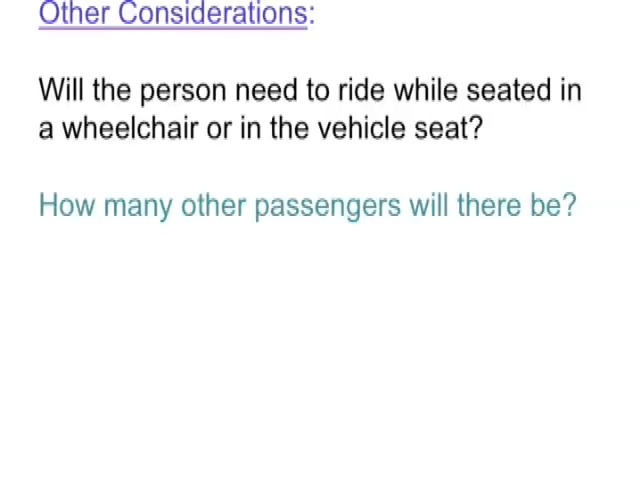 Other Considerations:
Will the person need to ride while seated in
a wheelchair or in the vehicle seat?
How many other passengers will there be?